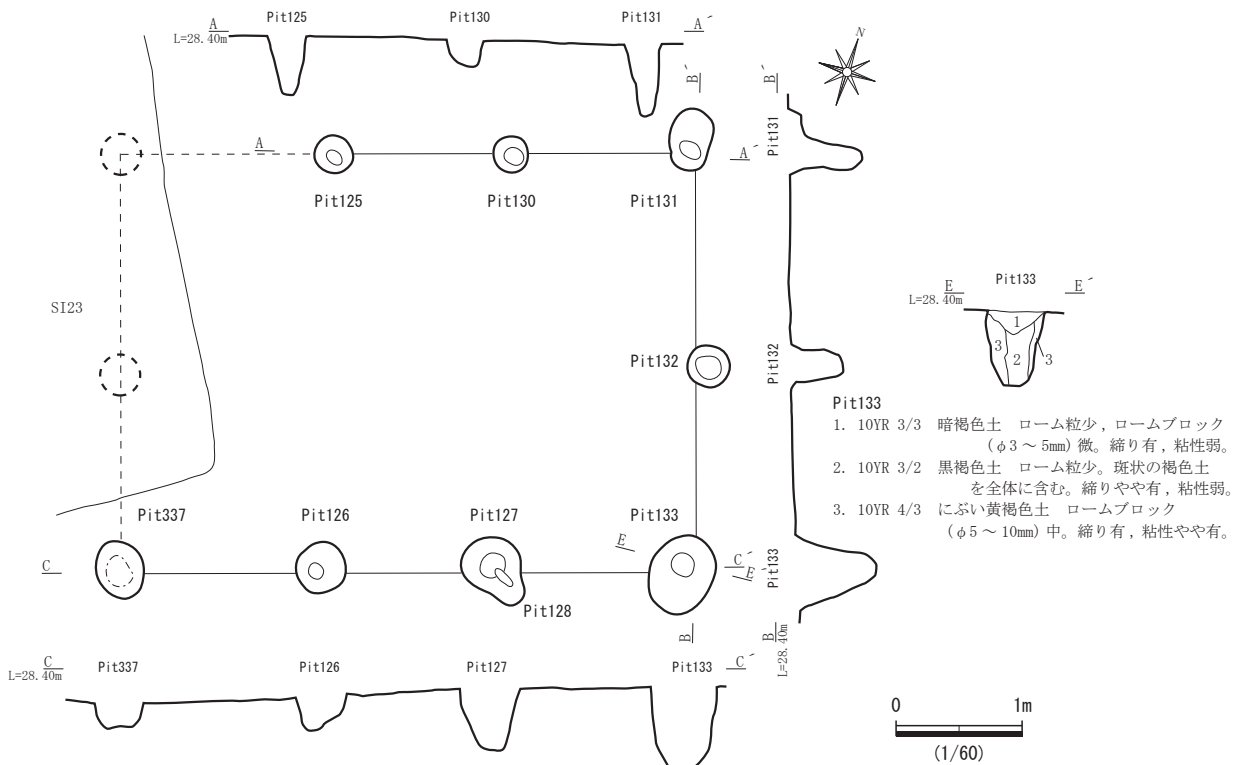 A
L=28.40m
Pit125
Pit130
Pit131
A´
B´
B´
N
Pit131
A
A´
Pit125
Pit130
Pit131
SI23
Pit132
Pit132
Pit133
E
L=28.40m
E´
1
3
2
3
Pit133
1. 10YR 3/3 暗褐色土 ローム粒少, ロームブロック
(φ3～5mm) 微。締り有, 粘性弱。
2. 10YR 3/2 黒褐色土 ローム粒少。斑状の褐色土
を全体に含む。締りやや有, 粘性弱。
3. 10YR 4/3 にぶい黄褐色土 ロームブロック
(φ5～10mm) 中。締り有, 粘性やや有。
Pit337
Pit126
Pit127
Pit133
E
C
C´
E´
Pit133
Pit128
B
B
L=28.40m
C
L=28.40m
Pit337
Pit126
Pit127
Pit133
C´
0
1m
(1/60)